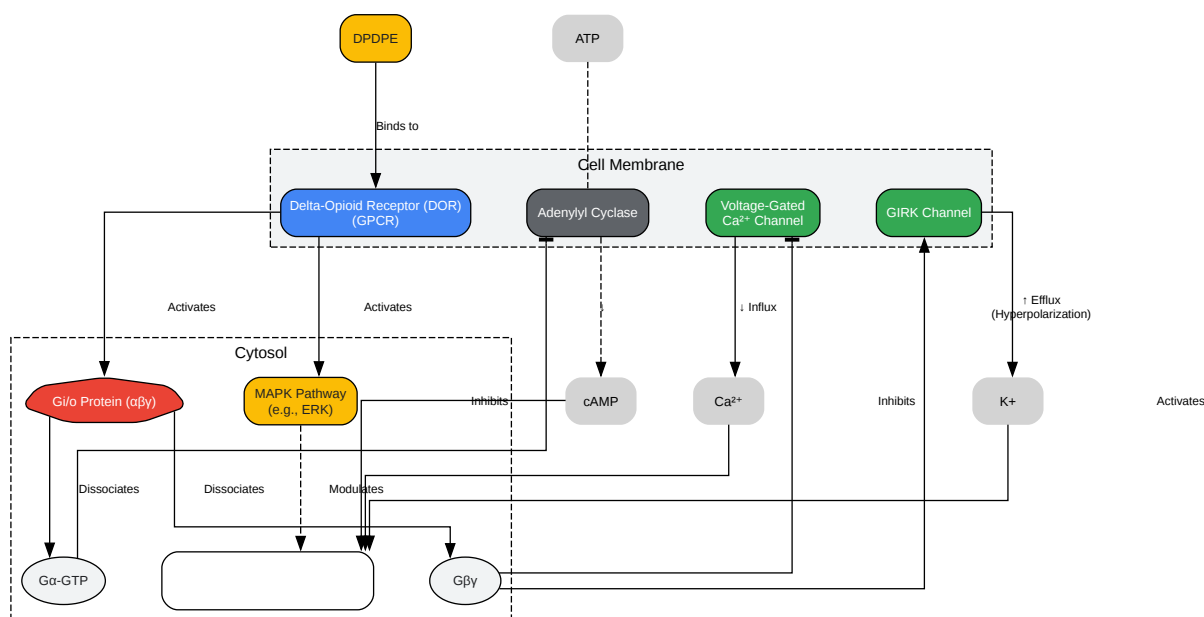 DPDPE
ATP
Binds to
Cell Membrane
Delta-Opioid Receptor (DOR)
(GPCR)
Adenylyl Cyclase
Voltage-Gated
Ca²⁺ Channel
GIRK Channel
Activates
Activates
↓
↓ Influx
↑ Efflux
(Hyperpolarization)
Cytosol
Gi/o Protein (αβγ)
MAPK Pathway
(e.g., ERK)
Inhibits
cAMP
Ca²⁺
Inhibits
K+
Activates
Dissociates
Dissociates
Modulates
Gα-GTP
Gβγ